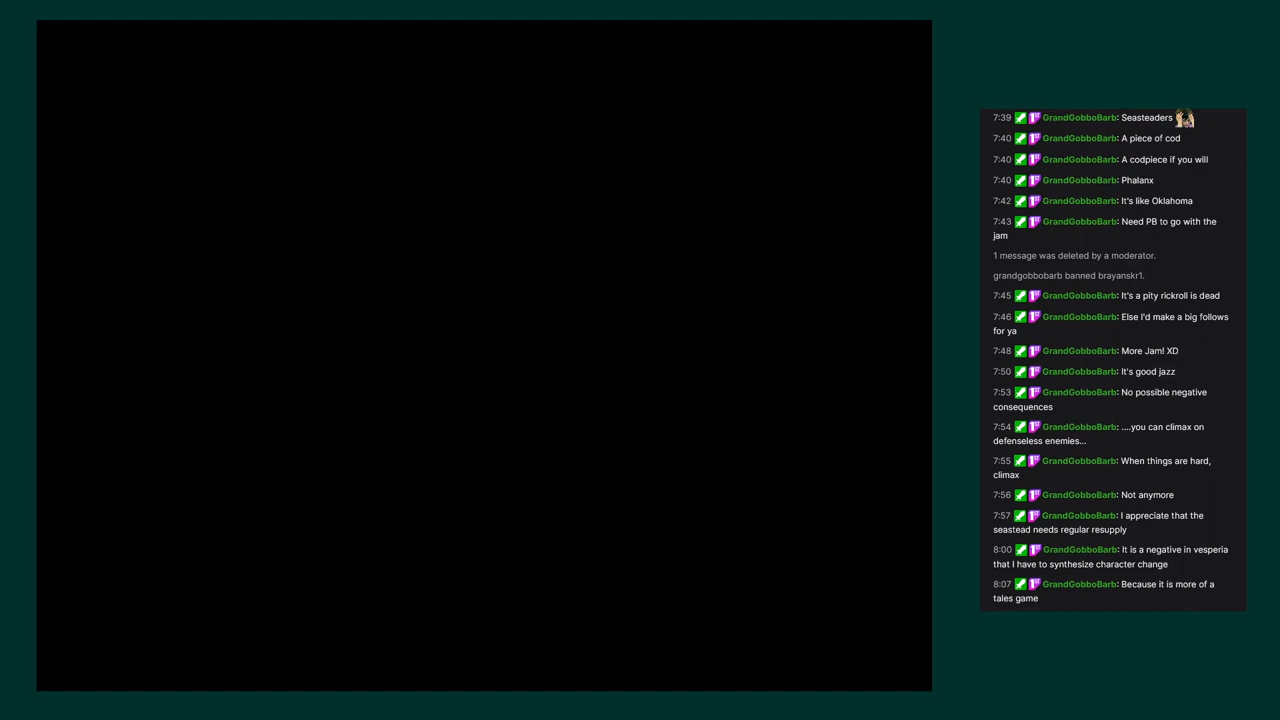 7:39 GrandGobboBarb: Seasteaders
7:40 GrandGobboBarb: A piece of cod
7:40 GrandGobboBarb: A codpiece if you will
7:40 GrandGobboBarb: Phalanx
7:42 GrandGobboBarb: It's like Oklahoma
7:43 GrandGobboBarb: Need PB to go with the
jam
1 message was deleted by a moderator.
grandgobbobarb banned brayanskr1.
7:45 GrandGobboBarb: It's a pity rickroll is dead
7:46 GrandGobboBarb: Else I'd make a big follows
for ya
7:48 GrandGobboBarb: More Jam! XD
7:50 GrandGobboBarb: It's good jazz
7:53 GrandGobboBarb: No possible negative
consequences
7:54 GrandGobboBarb: ....you can climax on
defenseless enemies...
7:55 GrandGobboBarb: When things are hard,
climax
7:56 GrandGobboBarb: Not anymore
7:57 GrandGobboBarb: I appreciate that the
seastead needs regular resupply
8:00 GrandGobboBarb: It is a negative in vesperia
that I have to synthesize character change
8:07 GrandGobboBarb: Because it is more of a
tales game